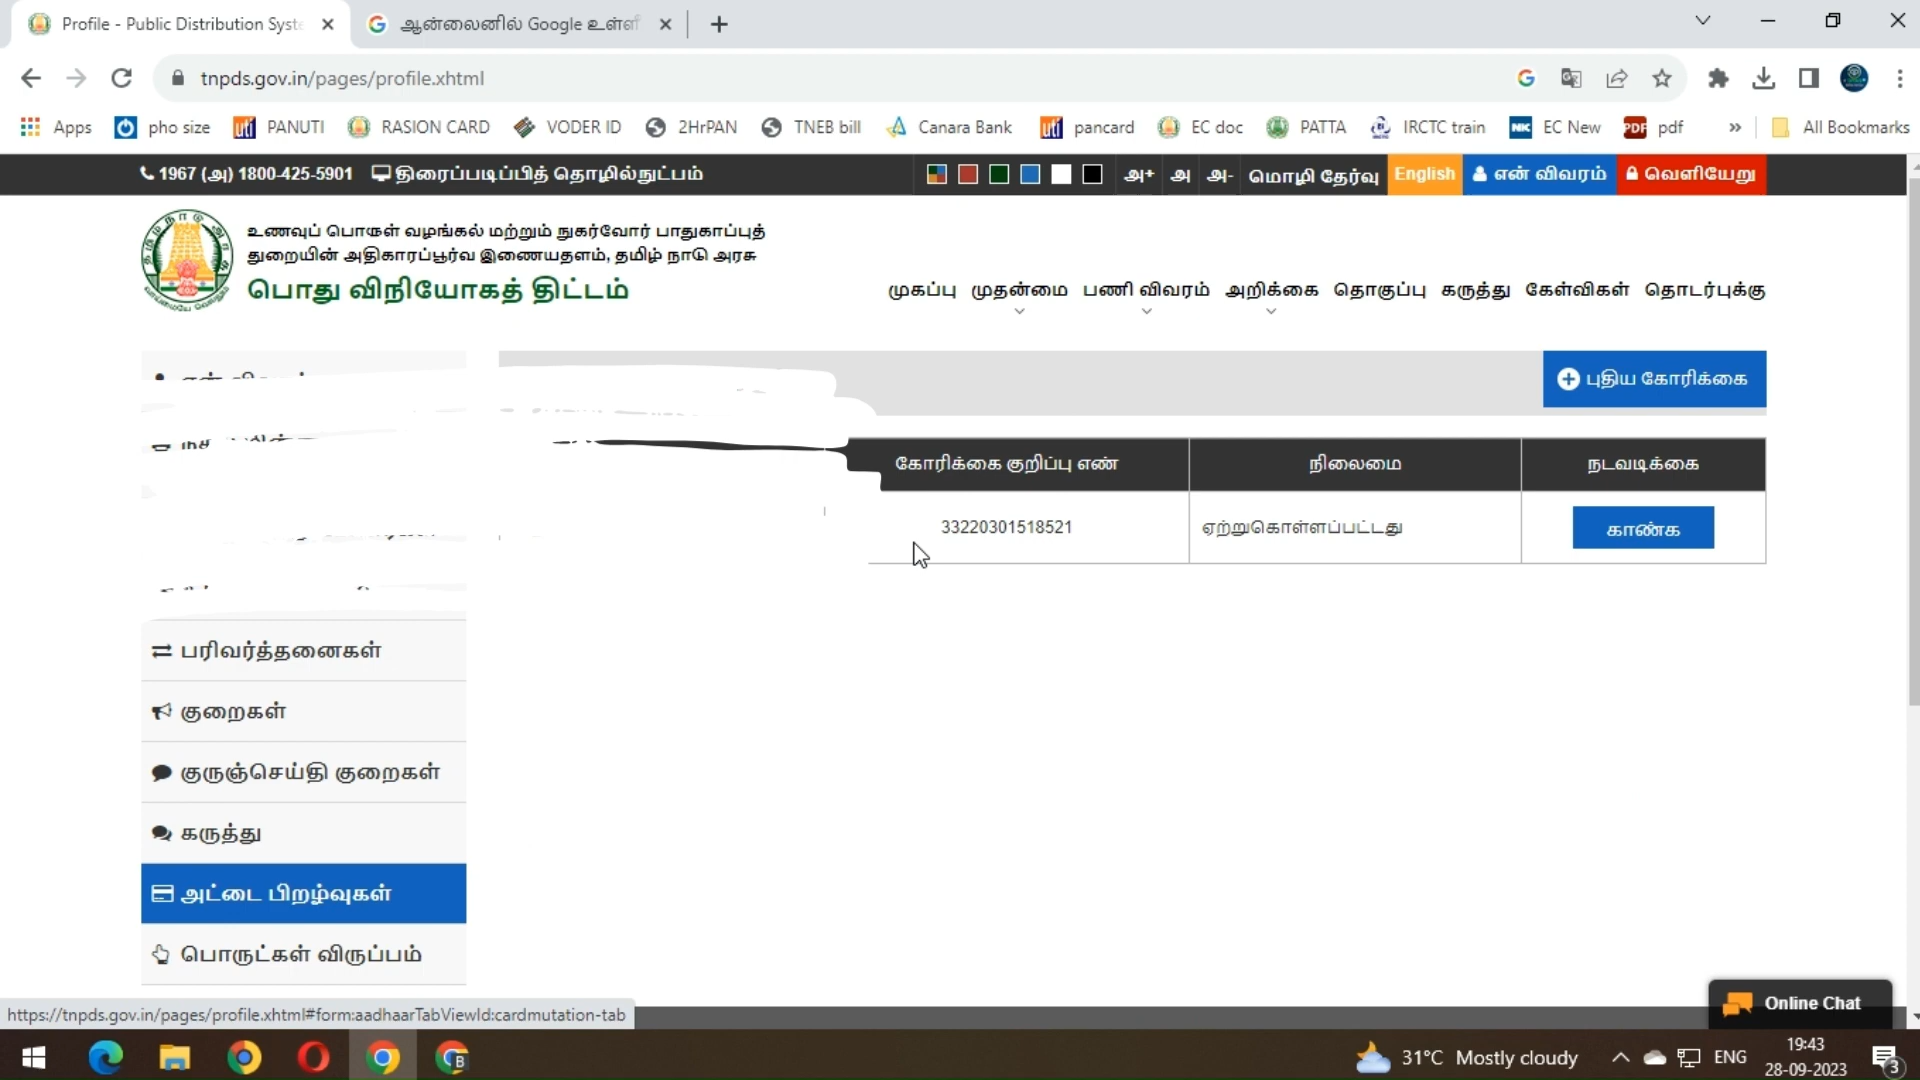 Profile - Public Distribution Syst
ஆன்லைனில் Google உள்ளீ
tnpds.gov.in/pages/profile.xhtml
Apps pho size PANUTI RASION CARD VODER ID 2HrPAN TNEB bill Canara Bank pancard EC doc PATTA IRCTC train EC New pdf » All Bookmarks
1967 (அ) 1800-425-5901 திரைப்படிப்பித் தொழில்நுட்பம் அ+ அ அ- மொழி தேர்வு English என் விவரம் வெளியேறு
உணவுப் பொருள் வழங்கல் மற்றும் நுகர்வோர் பாதுகாப்புத்
துறையின் அதிகாரப்பூர்வ இணையதளம், தமிழ் நாடு அரசு
பொது விநியோகத் திட்டம்
முகப்பு முதன்மை பணி விவரம் அறிக்கை தொகுப்பு கருத்து கேள்விகள் தொடர்புக்கு
புதிய கோரிக்கை
கோரிக்கை குறிப்பு எண் நிலைமை நடவடிக்கை
33220301518521 ஏற்றுகொள்ளப்பட்டது காண்க
பரிவர்த்தனைகள்
குறைகள்
குருஞ்செய்தி குறைகள்
கருத்து
அட்டை பிறழ்வுகள்
பொருட்கள் விருப்பம்
Online Chat
https://tnpds.gov.in/pages/profile.xhtml#form:aadhaarTabViewId:cardmutation-tab
31°C Mostly cloudy ENG 19:43
28-09-2023 3